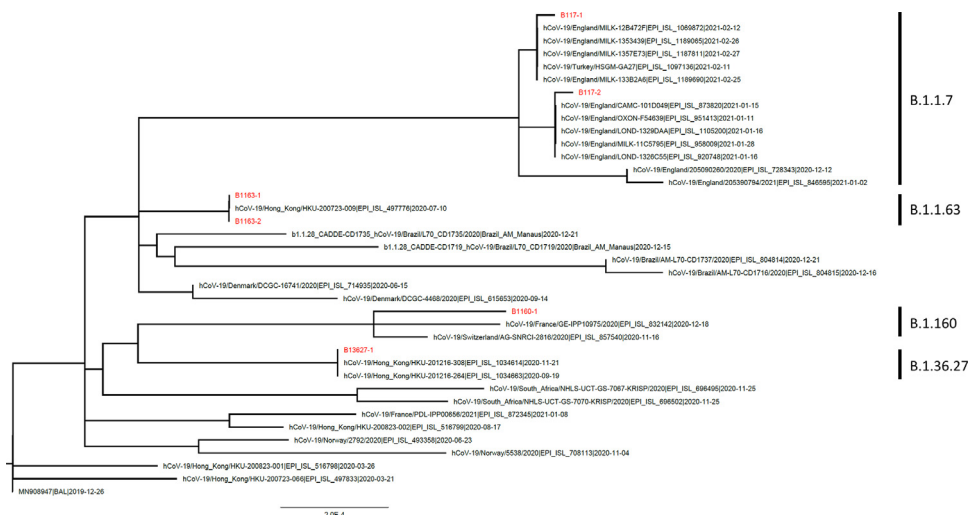 B117-1
hCoV-19/England/MILK-12B472F|EPI_ISL_1069872|2021-02-12
hCoV-19/England/MILK-1353439|EPI_ISL_1189065|2021-02-26
hCoV-19/England/MILK-1357E73|EPI_ISL_1187811|2021-02-27
hCoV-19/Turkey/HSGM-GA27|EPI_ISL_1097136|2021-02-11
hCoV-19/England/MILK-133B2A6|EPI_ISL_1189690|2021-02-25
B117-2
B.1.1.7
hCoV-19/England/CAMC-101D049|EPI_ISL_873820|2021-01-15
hCoV-19/England/OXON-F54639|EPI_ISL_951413|2021-01-11
hCoV-19/England/LOND-1329DAA|EPI_ISL_1105200|2021-01-16
hCoV-19/England/MILK-11C5795|EPI_ISL_958009|2021-01-28
hCoV-19/England/LOND-1326C55|EPI_ISL_920748|2021-01-16
hCoV-19/England/205090260/2020|EPI_ISL_728343|2020-12-12
hCoV-19/England/205390794/2021|EPI_ISL_846595|2021-01-02
B1163-1
hCoV-19/Hong_Kong/HKU-200723-009|EPI_ISL_497776|2020-07-10
B.1.1.63
B1163-2
b1.1.28_CADDE-CD1735_hCoV-19/Brazil/L70_CD1735/2020|Brazil_AM_Manaus|2020-12-21
b1.1.28_CADDE-CD1719_hCoV-19/Brazil/L70_CD1719/2020|Brazil_AM_Manaus|2020-12-15
hCoV-19/Brazil/AM-L70-CD1737/2020|EPI_ISL_804814|2020-12-21
hCoV-19/Brazil/AM-L70-CD1716/2020|EPI_ISL_804815|2020-12-16
hCoV-19/Denmark/DCGC-16741/2020|EPI_ISL_714935|2020-06-15
hCoV-19/Denmark/DCGC-4468/2020|EPI_ISL_615653|2020-09-14
B1160-1
hCoV-19/France/GE-IPP10975/2020|EPI_ISL_832142|2020-12-18
B.1.160
hCoV-19/Switzerland/AG-SNRCI-2816/2020|EPI_ISL_857540|2020-11-16
B13627-1
hCoV-19/Hong_Kong/HKU-201216-308|EPI_ISL_1034614|2020-11-21
B.1.36.27
hCoV-19/Hong_Kong/HKU-201216-264|EPI_ISL_1034663|2020-09-19
hCoV-19/South_Africa/NHLS-UCT-GS-7067-KRISP/2020|EPI_ISL_696495|2020-11-25
hCoV-19/South_Africa/NHLS-UCT-GS-7070-KRISP/2020|EPI_ISL_696502|2020-11-25
hCoV-19/France/PDL-IPP00656/2021|EPI_ISL_872345|2021-01-08
hCoV-19/Hong_Kong/HKU-200823-002|EPI_ISL_516799|2020-08-17
hCoV-19/Norway/2792/2020|EPI_ISL_493358|2020-06-23
hCoV-19/Norway/5538/2020|EPI_ISL_708113|2020-11-04
hCoV-19/Hong_Kong/HKU-200823-001|EPI_ISL_516798|2020-03-26
hCoV-19/Hong_Kong/HKU-200723-066|EPI_ISL_497833|2020-03-21
MN908947|BAL|2019-12-26